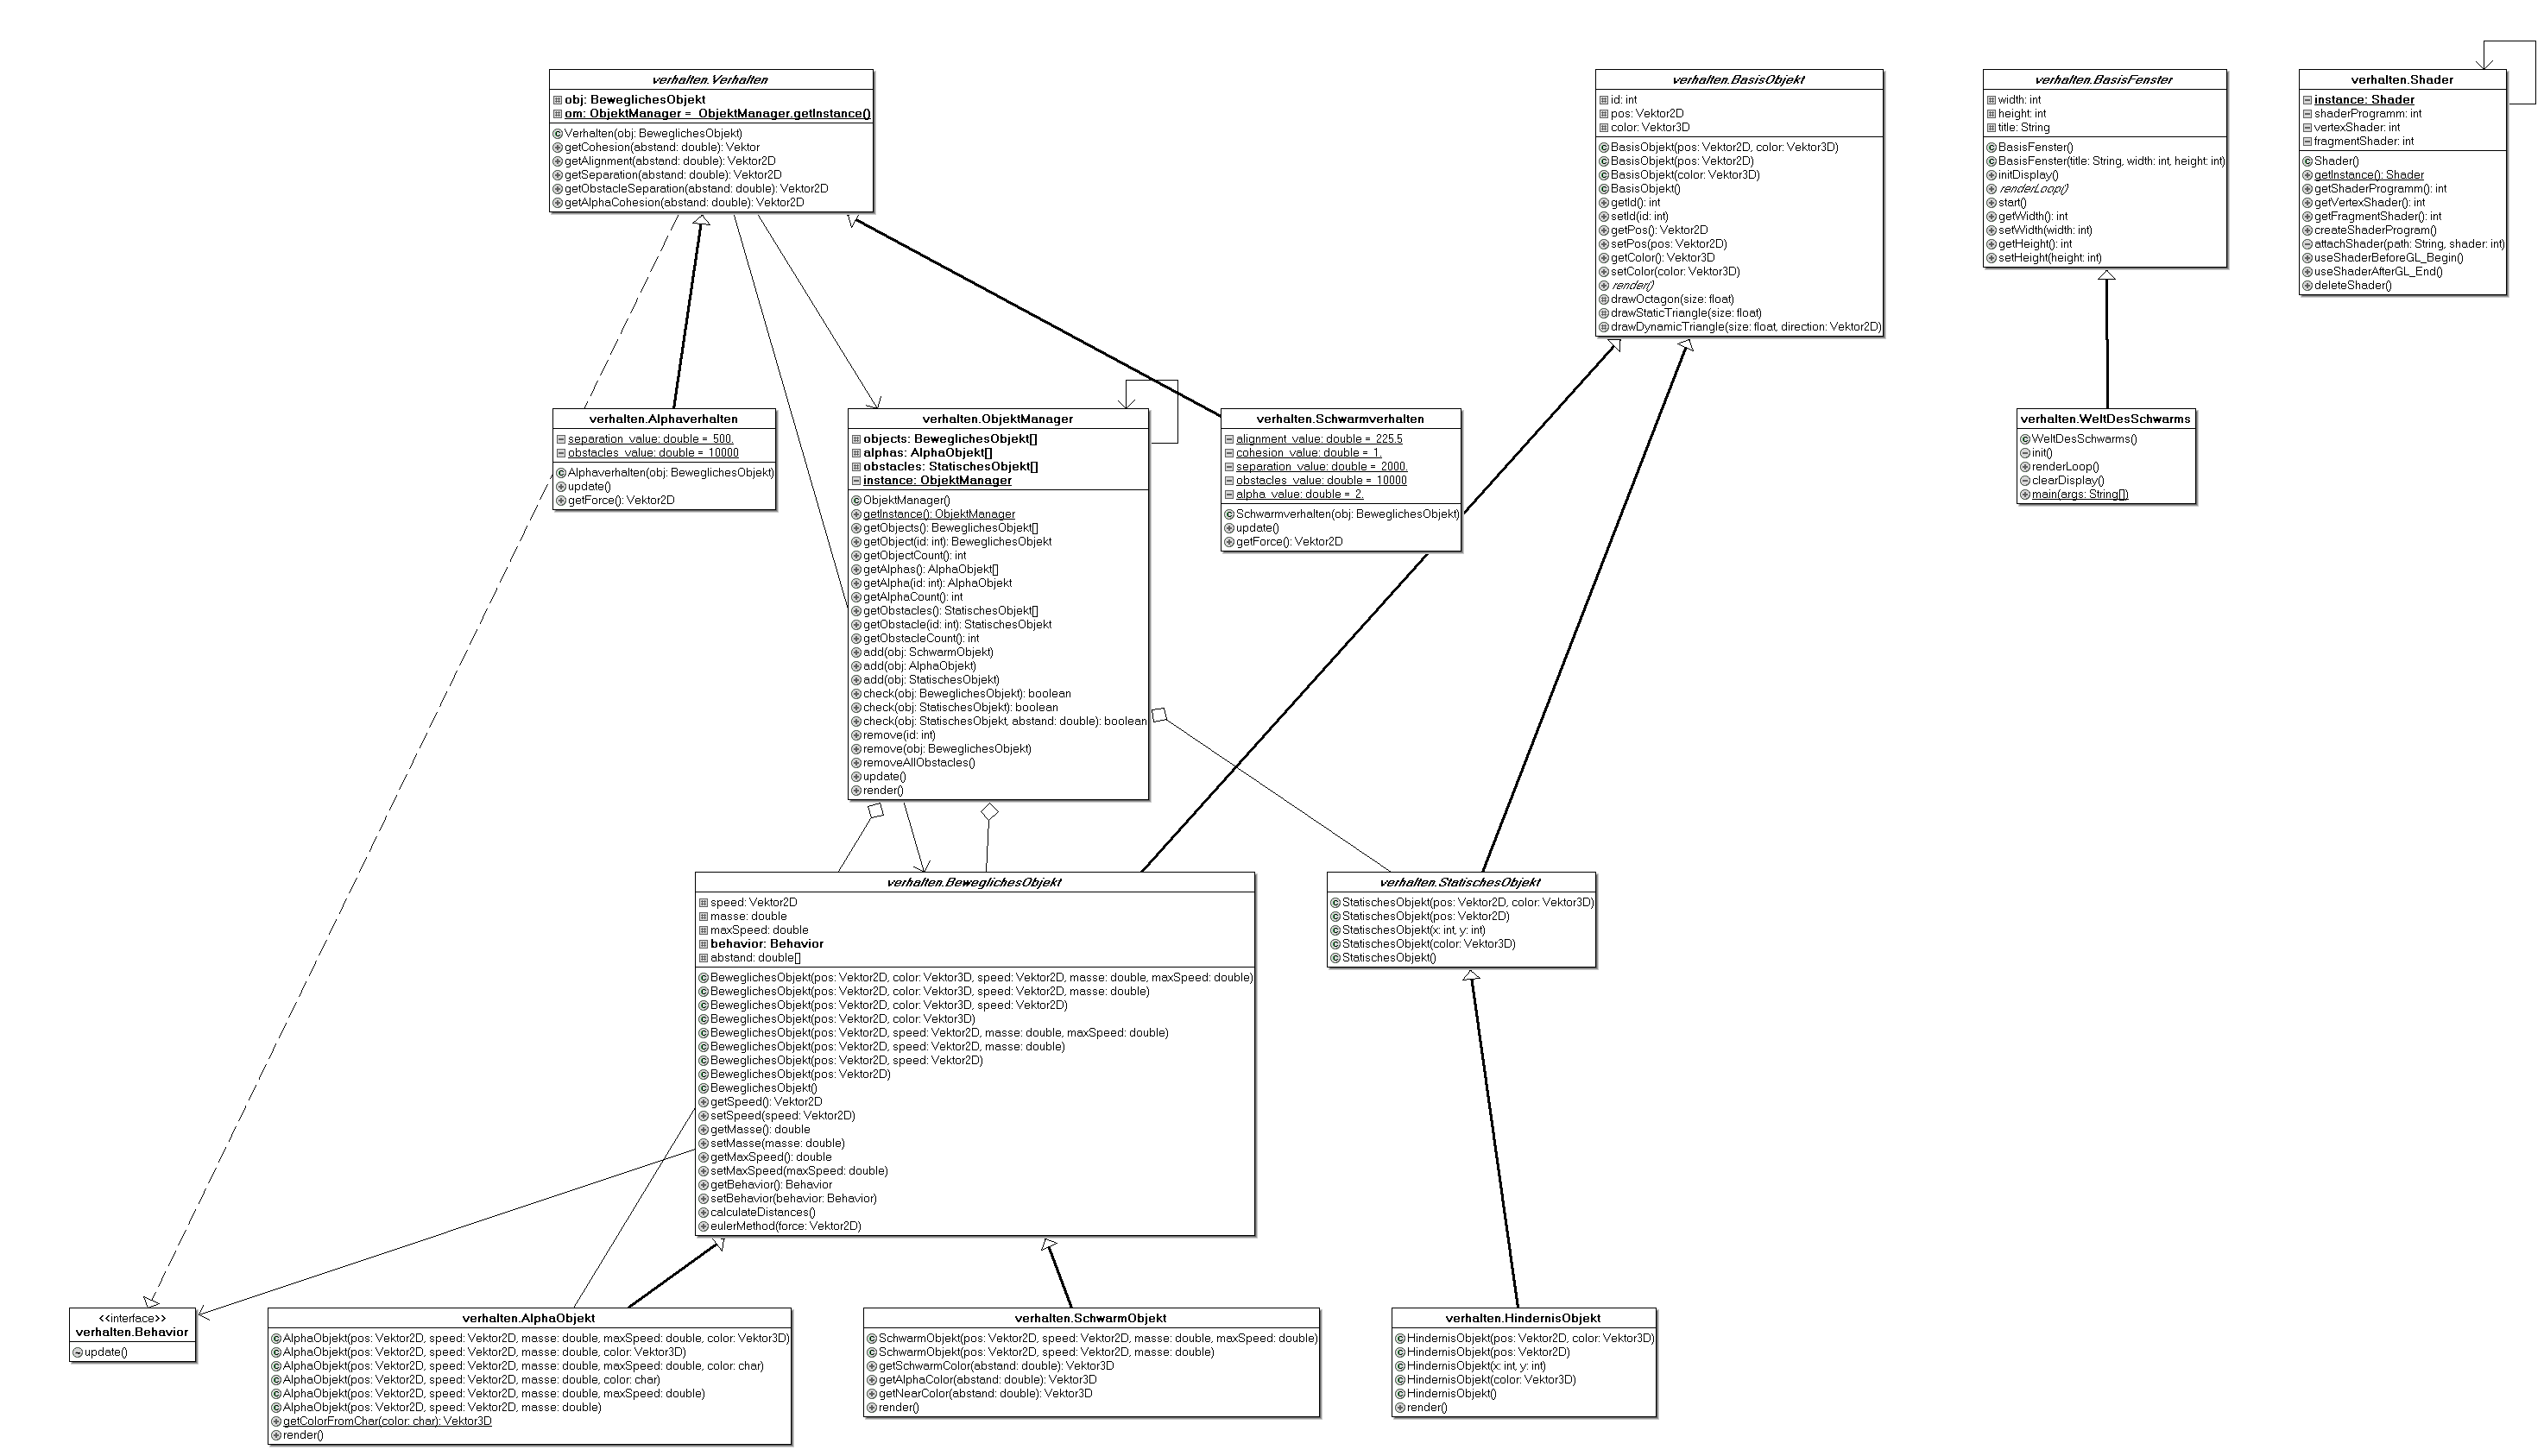 verhalten.Verhalten
obj: BeweglichesObjekt
om: ObjektManager = ObjektManager.getInstance()
Verhalten(obj: BeweglichesObjekt)
getCohesion(abstand: double): Vektor
getAlignment(abstand: double): Vektor2D
getSeparation(abstand: double): Vektor2D
getObstacleSeparation(abstand: double): Vektor2D
getAlphaCohesion(abstand: double): Vektor2D
verhalten.BasisObjekt
id: int
pos: Vektor2D
color: Vektor3D
BasisObjekt(pos: Vektor2D, color: Vektor3D)
BasisObjekt(pos: Vektor2D)
BasisObjekt(color: Vektor3D)
BasisObjekt()
getId(): int
setId(id: int)
getPos(): Vektor2D
setPos(pos: Vektor2D)
getColor(): Vektor3D
setColor(color: Vektor3D)
render()
drawOctagon(size: float)
drawStaticTriangle(size: float)
drawDynamicTriangle(size: float, direction: Vektor2D)
verhalten.BasisFenster
width: int
height: int
title: String
BasisFenster()
BasisFenster(title: String, width: int, height: int)
initDisplay()
renderLoop()
start()
getWidth(): int
setWidth(width: int)
getHeight(): int
setHeight(height: int)
verhalten.Shader
instance: Shader
shaderProgramm: int
vertexShader: int
fragmentShader: int
Shader()
getInstance(): Shader
getShaderProgramm(): int
getVertexShader(): int
getFragmentShader(): int
createShaderProgram()
attachShader(path: String, shader: int)
useShaderBeforeGL_Begin()
useShaderAfterGL_End()
deleteShader()
verhalten.Alphaverhalten
separation_value: double = 500.
obstacles_value: double = 10000
Alphaverhalten(obj: BeweglichesObjekt)
update()
getForce(): Vektor2D
verhalten.ObjektManager
objects: BeweglichesObjekt[]
alphas: AlphaObjekt[]
obstacles: StatischesObjekt[]
instance: ObjektManager
ObjektManager()
getInstance(): ObjektManager
getObjects(): BeweglichesObjekt[]
getObject(id: int): BeweglichesObjekt
getObjectCount(): int
getAlphas(): AlphaObjekt[]
getAlpha(id: int): AlphaObjekt
getAlphaCount(): int
getObstacles(): StatischesObjekt[]
getObstacle(id: int): StatischesObjekt
getObstacleCount(): int
add(obj: SchwarmObjekt)
add(obj: AlphaObjekt)
add(obj: StatischesObjekt)
check(obj: BeweglichesObjekt): boolean
check(obj: StatischesObjekt): boolean
check(obj: StatischesObjekt, abstand: double): boolean
remove(id: int)
remove(obj: BeweglichesObjekt)
removeAllObstacles()
update()
render()
verhalten.Schwarmverhalten
alignment_value: double = 225.5
cohesion_value: double = 1.
separation_value: double = 2000.
obstacles_value: double = 10000
alpha_value: double = 2.
Schwarmverhalten(obj: BeweglichesObjekt)
update()
getForce(): Vektor2D
verhalten.WeltDesSchwarms
WeltDesSchwarms()
init()
renderLoop()
clearDisplay()
main(args: String[])
verhalten.BeweglichesObjekt
speed: Vektor2D
masse: double
maxSpeed: double
behavior: Behavior
abstand: double[]
BeweglichesObjekt(pos: Vektor2D, color: Vektor3D, speed: Vektor2D, masse: double, maxSpeed: double)
BeweglichesObjekt(pos: Vektor2D, color: Vektor3D, speed: Vektor2D, masse: double)
BeweglichesObjekt(pos: Vektor2D, color: Vektor3D, speed: Vektor2D)
BeweglichesObjekt(pos: Vektor2D, color: Vektor3D)
BeweglichesObjekt(pos: Vektor2D, speed: Vektor2D, masse: double, maxSpeed: double)
BeweglichesObjekt(pos: Vektor2D, speed: Vektor2D, masse: double)
BeweglichesObjekt(pos: Vektor2D, speed: Vektor2D)
BeweglichesObjekt(pos: Vektor2D)
BeweglichesObjekt()
getSpeed(): Vektor2D
setSpeed(speed: Vektor2D)
getMasse(): double
setMasse(masse: double)
getMaxSpeed(): double
setMaxSpeed(maxSpeed: double)
getBehavior(): Behavior
setBehavior(behavior: Behavior)
calculateDistances()
eulerMethod(force: Vektor2D)
verhalten.StatischesObjekt
StatischesObjekt(pos: Vektor2D, color: Vektor3D)
StatischesObjekt(pos: Vektor2D)
StatischesObjekt(x: int, y: int)
StatischesObjekt(color: Vektor3D)
StatischesObjekt()
<<interface>>
verhalten.Behavior
update()
verhalten.AlphaObjekt
AlphaObjekt(pos: Vektor2D, speed: Vektor2D, masse: double, maxSpeed: double, color: Vektor3D)
AlphaObjekt(pos: Vektor2D, speed: Vektor2D, masse: double, color: Vektor3D)
AlphaObjekt(pos: Vektor2D, speed: Vektor2D, masse: double, maxSpeed: double, color: char)
AlphaObjekt(pos: Vektor2D, speed: Vektor2D, masse: double, color: char)
AlphaObjekt(pos: Vektor2D, speed: Vektor2D, masse: double, maxSpeed: double)
AlphaObjekt(pos: Vektor2D, speed: Vektor2D, masse: double)
getColorFromChar(color: char): Vektor3D
render()
verhalten.SchwarmObjekt
SchwarmObjekt(pos: Vektor2D, speed: Vektor2D, masse: double, maxSpeed: double)
SchwarmObjekt(pos: Vektor2D, speed: Vektor2D, masse: double)
getSchwarmColor(abstand: double): Vektor3D
getAlphaColor(abstand: double): Vektor3D
getNearColor(abstand: double): Vektor3D
render()
verhalten.HindernisObjekt
HindernisObjekt(pos: Vektor2D, color: Vektor3D)
HindernisObjekt(pos: Vektor2D)
HindernisObjekt(x: int, y: int)
HindernisObjekt(color: Vektor3D)
HindernisObjekt()
render()